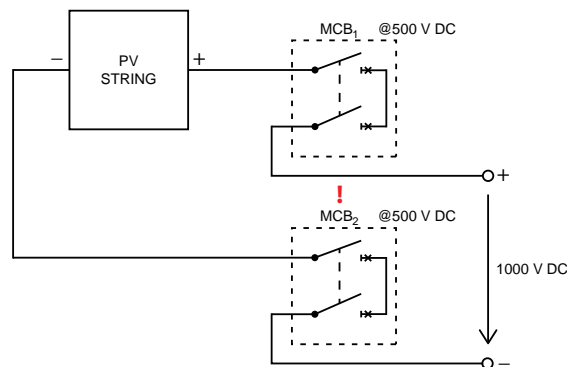 MCB₁ @500 V DC
− PV +
STRING
+
!
MCB₂ @500 V DC
1000 V DC
−